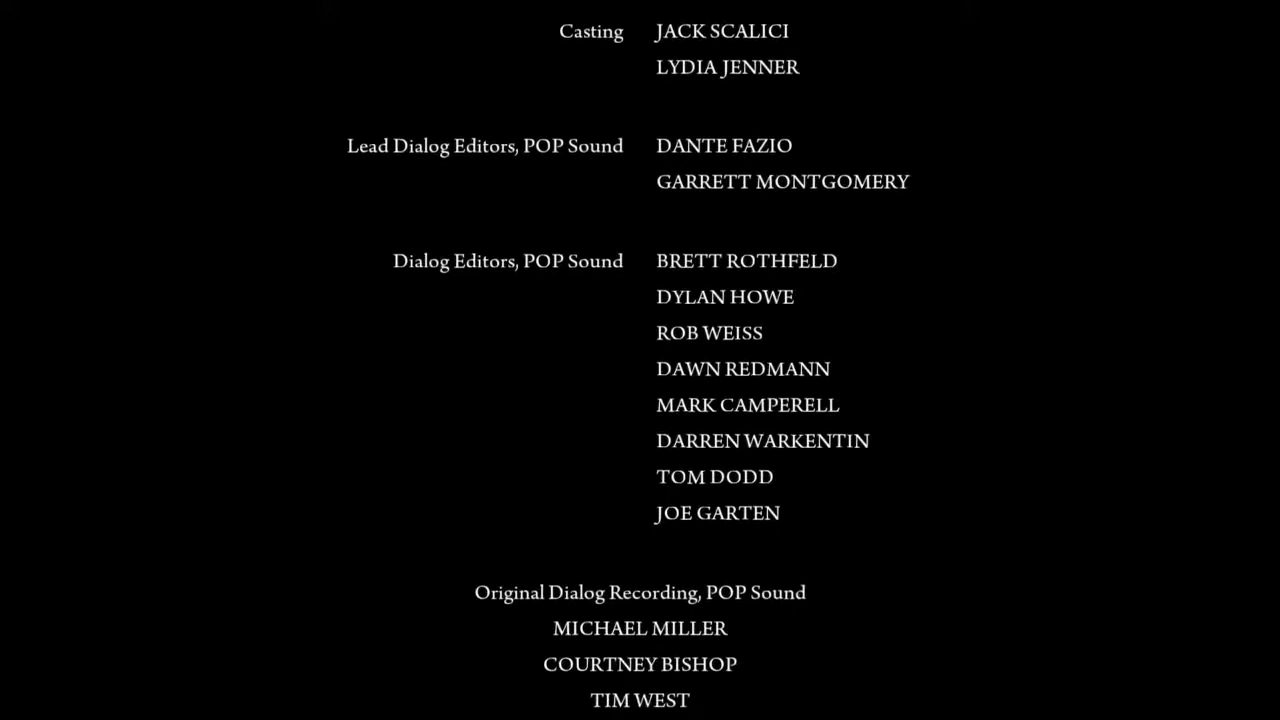 Casting JACK SCALICI
LYDIA JENNER
Lead Dialog Editors, POP Sound DANTE FAZIO
GARRETT MONTGOMERY
Dialog Editors, POP Sound BRETT ROTHFELD
DYLAN HOWE
ROB WEISS
DAWN REDMANN
MARK CAMPERELL
DARREN WARKENTIN
TOM DODD
JOE GARTEN
Original Dialog Recording, POP Sound
MICHAEL MILLER
COURTNEY BISHOP
TIM WEST